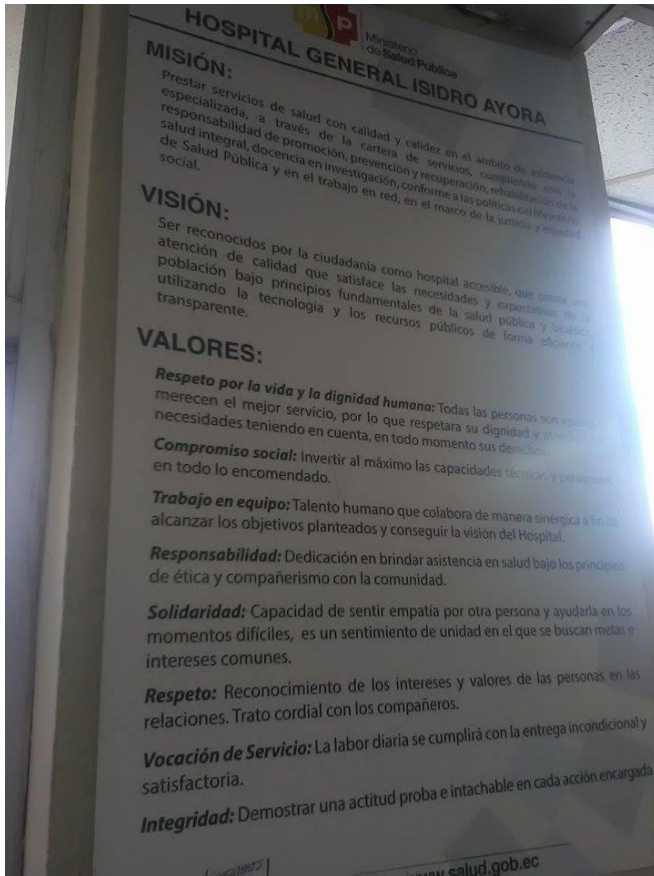 MSP
Ministerio
de Salud Pública
HOSPITAL GENERAL ISIDRO AYORA
MISIÓN:
Prestar servicios de salud con calidad y calidez en el ámbito de asistencia
especializada, a través de la cartera de servicios, cumpliendo con la
responsabilidad de promoción, prevención y recuperación, rehabilitación de la
salud integral, docencia en investigación, conforme a las políticas del Ministerio
de Salud Pública y en el trabajo en red, en el marco de la justicia y equidad
social.
VISIÓN:
Ser reconocidos por la ciudadanía como hospital accesible, que presta una
atención de calidad que satisface las necesidades y expectativas de la
población bajo principios fundamentales de la salud pública y bioética,
utilizando la tecnología y los recursos públicos de forma eficiente y
transparente.
VALORES:
Respeto por la vida y la dignidad humana: Todas las personas son iguales
merecen el mejor servicio, por lo que respetara su dignidad y
necesidades teniendo en cuenta, en todo momento sus derechos.
Compromiso social: Invertir al máximo las capacidades técnicas y personales
en todo lo encomendado.
Trabajo en equipo: Talento humano que colabora de manera sinérgica a fin de
alcanzar los objetivos planteados y conseguir la visión del Hospital.
Responsabilidad: Dedicación en brindar asistencia en salud bajo los principios
de ética y compañerismo con la comunidad.
Solidaridad: Capacidad de sentir empatía por otra persona y ayudarla en los
momentos difíciles, es un sentimiento de unidad en el que se buscan metas e
intereses comunes.
Respeto: Reconocimiento de los intereses y valores de las personas en las
relaciones. Trato cordial con los compañeros.
Vocación de Servicio: La labor diaria se cumplirá con la entrega incondicional y
satisfactoria.
Integridad: Demostrar una actitud proba e intachable en cada acción encargada
www.salud.gob.ec